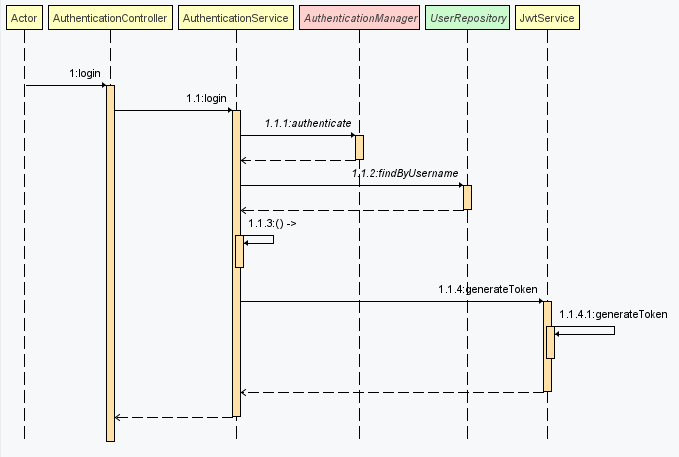 Actor
AuthenticationController
AuthenticationService
AuthenticationManager
UserRepository
JwtService
1:login
1.1:login
1.1.1:authenticate
1.1.2:findByUsername
1.1.3:() ->
1.1.4:generateToken
1.1.4.1:generateToken